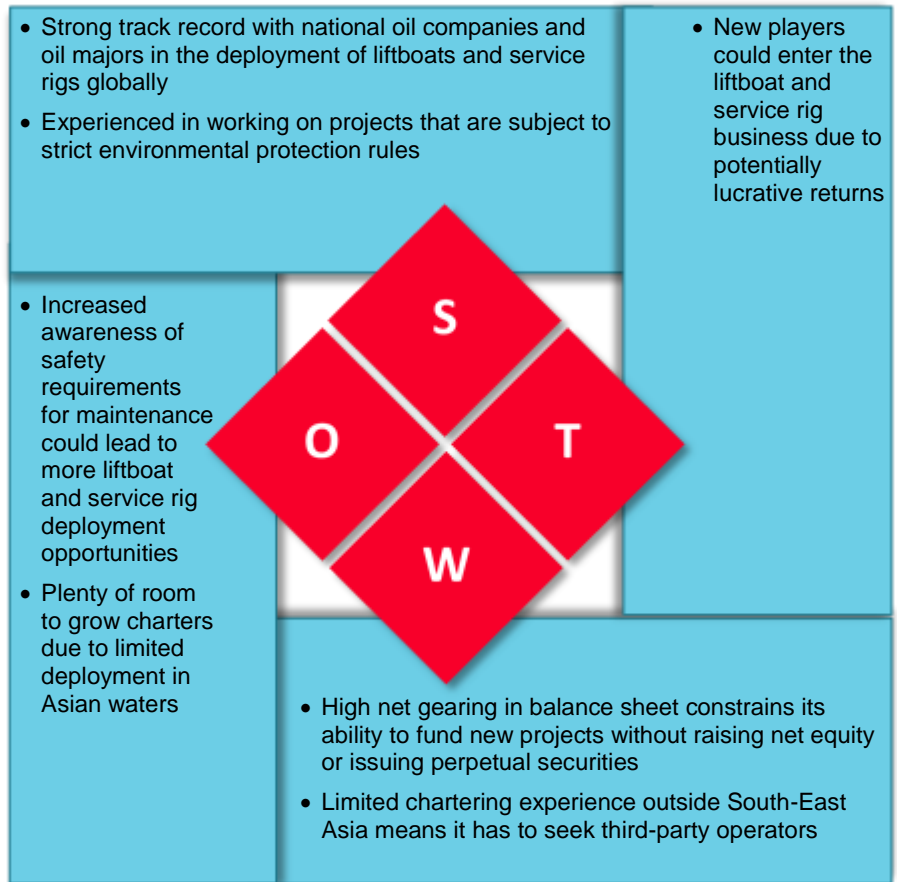 • Strong track record with national oil companies and
oil majors in the deployment of liftboats and service
rigs globally
• Experienced in working on projects that are subject to
strict environmental protection rules
• New players
could enter the
liftboat and
service rig
business due to
potentially
lucrative returns
• Increased
awareness of
safety
requirements
for maintenance
could lead to
more liftboat
and service rig
deployment
opportunities
• Plenty of room
to grow charters
due to limited
deployment in
Asian waters
S
O
T
W
• High net gearing in balance sheet constrains its
ability to fund new projects without raising net equity
or issuing perpetual securities
• Limited chartering experience outside South-East
Asia means it has to seek third-party operators